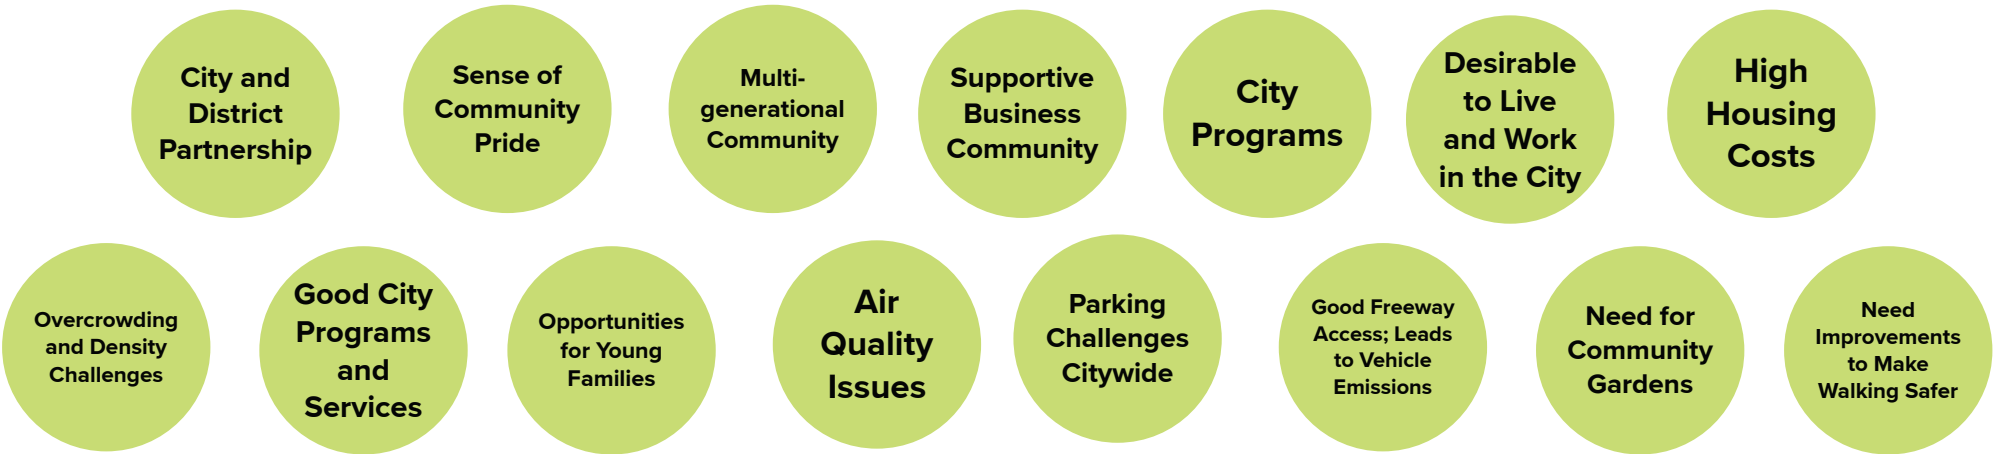 City and
District
Partnership
Sense of
Community
Pride
Multi-
generational
Community
Supportive
Business
Community
City
Programs
Desirable
to Live
and Work
in the City
High
Housing
Costs
Overcrowding
and Density
Challenges
Good City
Programs
and
Services
Opportunities
for Young
Families
Air
Quality
Issues
Parking
Challenges
Citywide
Good Freeway
Access; Leads
to Vehicle
Emissions
Need for
Community
Gardens
Need
Improvements
to Make
Walking Safer